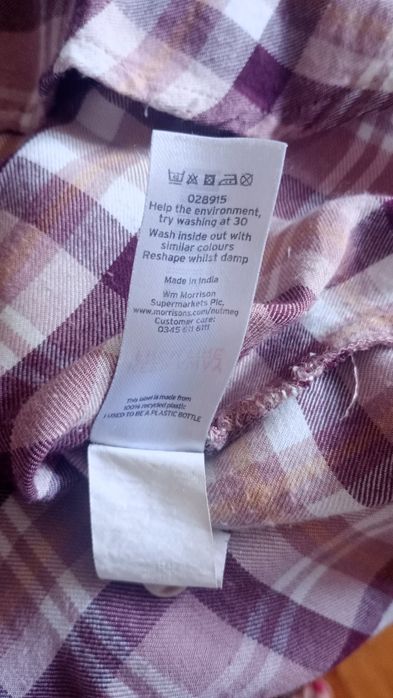 028915
Help the environment,
try washing at 30
Wash inside out with
similar colours
Reshape whilst damp
Made in India
Wm Morrison
Supermarkets Plc,
www.morrisons.com/nutmeg
Customer care:
0345 611 6111
This label is made from
100% recycled plastic
I USED TO BE A PLASTIC BOTTLE